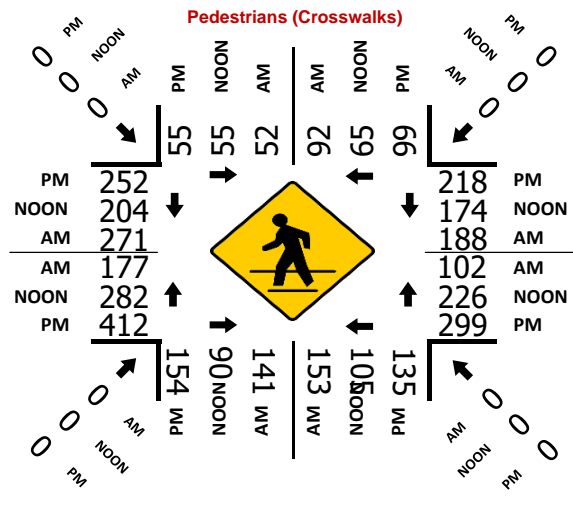 Pedestrians (Crosswalks)
PM
NOON
AM
0
0
0
PM
NOON
AM
AM
NOON
PM
AM
NOON
PM
0
0
0
55
55
52
26
59
66
PM 252
NOON 204
AM 271
AM 177
NOON 282
PM 412
218 PM
174 NOON
188 AM
102 AM
226 NOON
299 PM
154
90
141
153
105
135
PM
NOON
AM
AM
NOON
PM
0
0
0
AM
NOON
PM
0
0
0
AM
NOON
PM